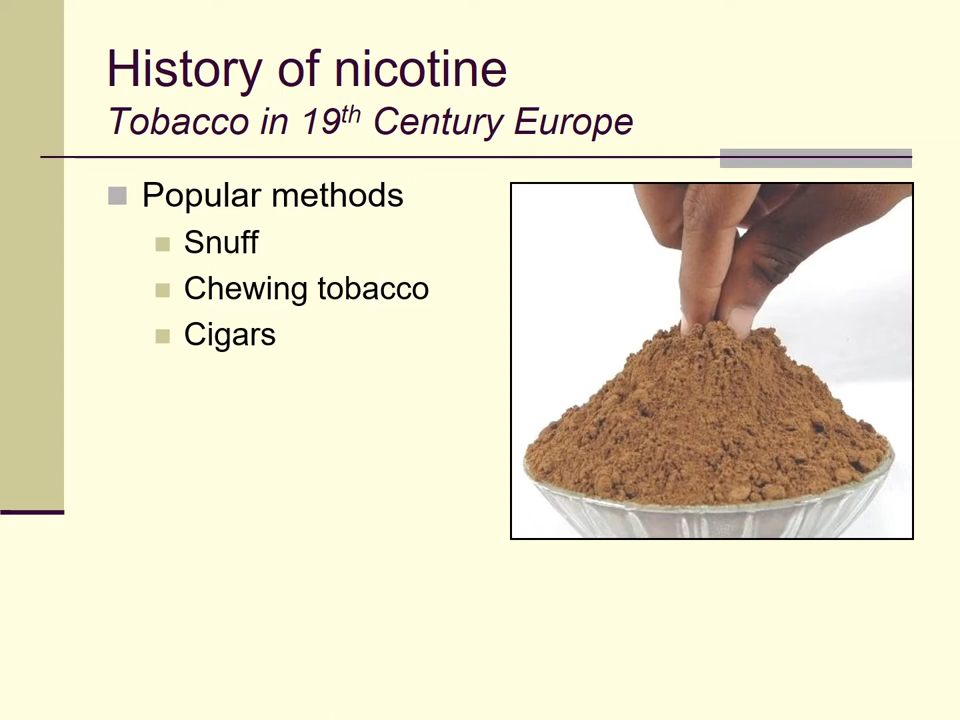 History of nicotine
Tobacco in 19th Century Europe
Popular methods
Snuff
Chewing tobacco
Cigars